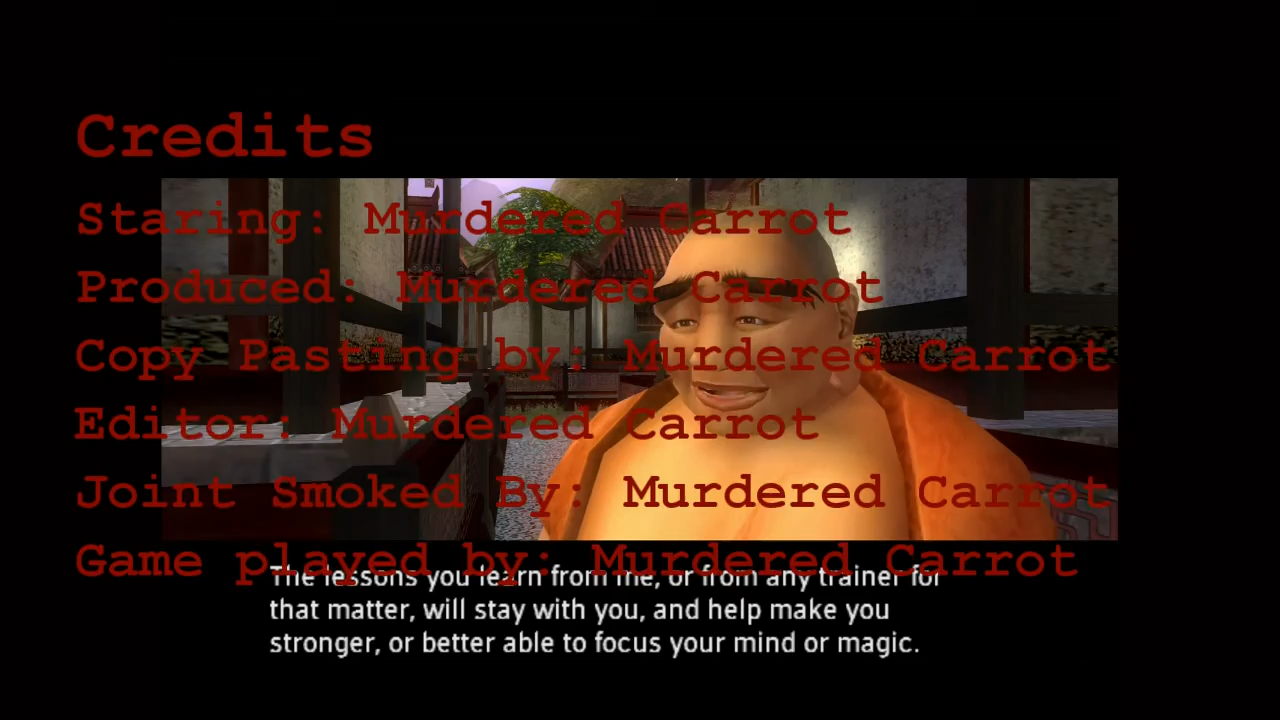 Credits
Staring: Murdered Carrot
Produced: Murdered Carrot
Copy Pasting by: Murdered Carrot
Editor: Murdered Carrot
Joint Smoked By: Murdered Carrot
Game played by: Murdered Carrot
The lessons you learn from me, or from any trainer for
that matter, will stay with you, and help make you
stronger, or better able to focus your mind or magic.